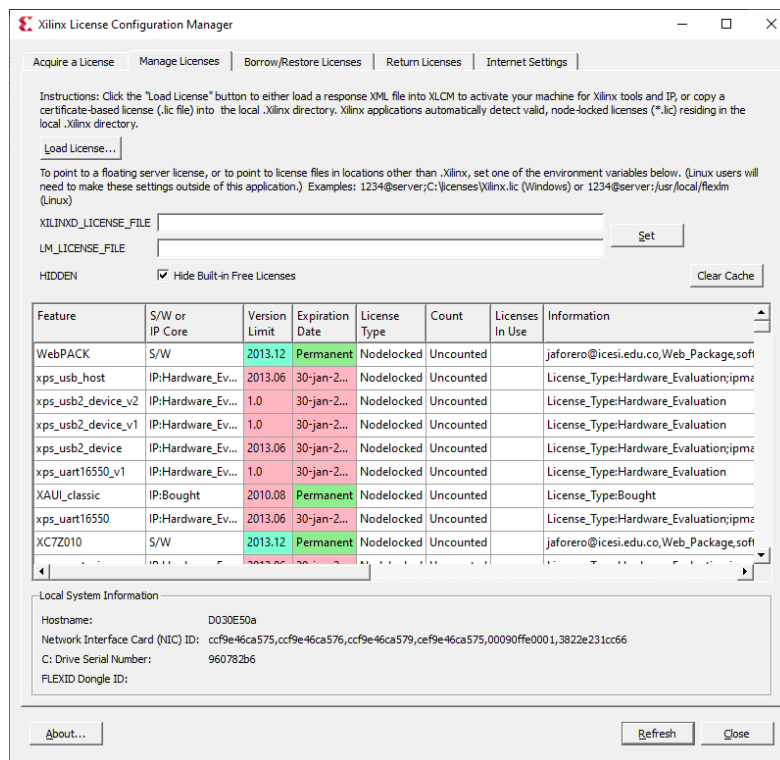 Xilinx License Configuration Manager
Acquire a License
Manage Licenses
Borrow/Restore Licenses
Return Licenses
Internet Settings
Instructions: Click the "Load License" button to either load a response XML file into XLCM to activate your machine for Xilinx tools and IP, or copy a
certificate-based license (.lic file) into the local .Xilinx directory. Xilinx applications automatically detect valid, node-locked licenses (*.lic) residing in the
local .Xilinx directory.
Load License...
To point to a floating server license, or to point to license files in locations other than .Xilinx, set one of the environment variables below. (Linux users will
need to make these settings outside of this application.) Examples: 1234@server;C:\licenses\Xilinx.lic (Windows) or 1234@server:/usr/local/flexlm
(Linux)
XILINXD_LICENSE_FILE
LM_LICENSE_FILE
Set
HIDDEN
Hide Built-in Free Licenses
Clear Cache
Feature S/W or IP Core Version Limit Expiration Date License Type Count Licenses In Use Information
WebPACK S/W 2013.12 Permanent Nodelocked Uncounted jaforero@icesi.edu.co,Web_Package,soft
xps_usb_host IP:Hardware_Ev... 2013.06 30-jan-2... Nodelocked Uncounted License_Type:Hardware_Evaluation;ipma
xps_usb2_device_v2 IP:Hardware_Ev... 1.0 30-jan-2... Nodelocked Uncounted License_Type:Hardware_Evaluation
xps_usb2_device_v1 IP:Hardware_Ev... 1.0 30-jan-2... Nodelocked Uncounted License_Type:Hardware_Evaluation
xps_usb2_device IP:Hardware_Ev... 2013.06 30-jan-2... Nodelocked Uncounted License_Type:Hardware_Evaluation;ipma
xps_uart16550_v1 IP:Hardware_Ev... 1.0 30-jan-2... Nodelocked Uncounted License_Type:Hardware_Evaluation
XAUI_classic IP:Bought 2010.08 Permanent Nodelocked Uncounted License_Type:Bought
xps_uart16550 IP:Hardware_Ev... 2013.06 30-jan-2... Nodelocked Uncounted License_Type:Hardware_Evaluation;ipma
XC7Z010 S/W 2013.12 Permanent Nodelocked Uncounted jaforero@icesi.edu.co,Web_Package,soft
Local System Information
Hostname: D030E50a
Network Interface Card (NIC) ID: ccf9e46ca575,ccf9e46ca576,ccf9e46ca579,cef9e46ca575,00090ffe0001,3822e231cc66
C: Drive Serial Number: 960782b6
FLEXID Dongle ID:
About...
Refresh
Close